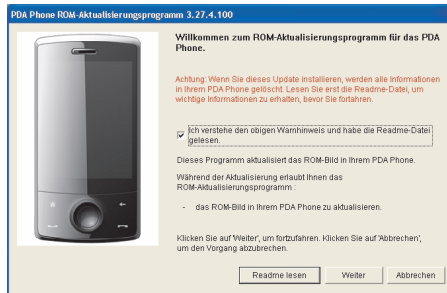 PDA Phone ROM-Aktualisierungsprogramm 3.27.4.100
Willkommen zum ROM-Aktualisierungsprogramm für das PDA
Phone.
Achtung: Wenn Sie dieses Update installieren, werden alle Informationen
in Ihrem PDA Phone gelöscht. Lesen Sie erst die Readme-Datei, um
wichtige Informationen zu erhalten, bevor Sie fortfahren.
Ich verstehe den obigen Warnhinweis und habe die Readme-Datei
gelesen.
Dieses Programm aktualisiert das ROM-Bild in Ihrem PDA Phone.
Während der Aktualisierung erlaubt Ihnen das
ROM-Aktualisierungsprogramm :
- das ROM-Bild in Ihrem PDA Phone zu aktualisieren.
Klicken Sie auf 'Weiter', um fortzufahren. Klicken Sie auf 'Abbrechen',
um den Vorgang abzubrechen.
Readme lesen
Weiter
Abbrechen